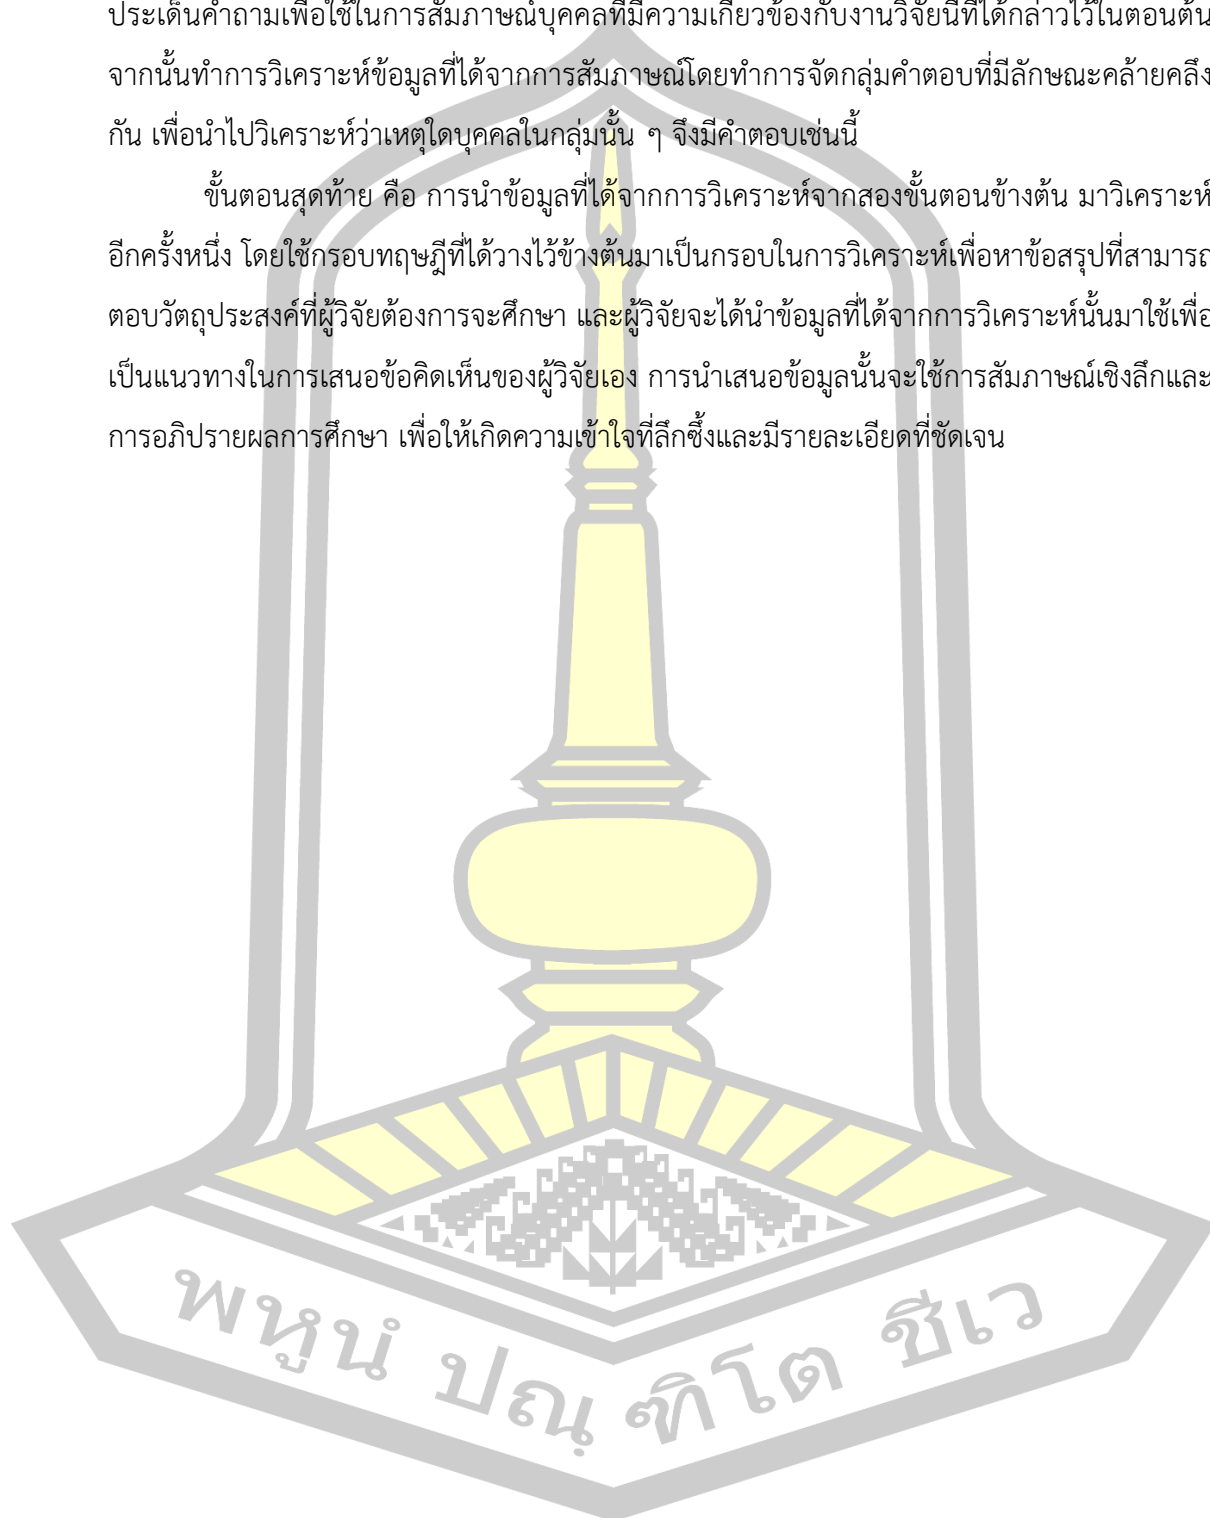 ประเด็นคำถามเพื่อใช้ในการสัมภาษณ์บุคคลที่มีความเกี่ยวข้องกับงานวิจัยนี้ที่ได้กล่าวไว้ในตอนต้น
จากนั้นทำการวิเคราะห์ข้อมูลที่ได้จากการสัมภาษณ์โดยทำการจัดกลุ่มคำตอบที่มีลักษณะคล้ายคลึง
กัน เพื่อนำไปวิเคราะห์ว่าเหตุใดบุคคลในกลุ่มนั้น ๆ จึงมีคำตอบเช่นนี้
ขั้นตอนสุดท้าย คือ การนำข้อมูลที่ได้จากการวิเคราะห์จากสองขั้นตอนข้างต้น มาวิเคราะห์
อีกครั้งหนึ่ง โดยใช้กรอบทฤษฎีที่ได้วางไว้ข้างต้นมาเป็นกรอบในการวิเคราะห์เพื่อหาข้อสรุปที่สามารถ
ตอบวัตถุประสงค์ที่ผู้วิจัยต้องการจะศึกษา และผู้วิจัยจะได้นำข้อมูลที่ได้จากการวิเคราะห์นั้นมาใช้เพื่อ
เป็นแนวทางในการเสนอข้อคิดเห็นของผู้วิจัยเอง การนำเสนอข้อมูลนั้นจะใช้การสัมภาษณ์เชิงลึกและ
การอภิปรายผลการศึกษา เพื่อให้เกิดความเข้าใจที่ลึกซึ้งและมีรายละเอียดที่ชัดเจน
พหูนํ ปณฺฑิโต ชีเว